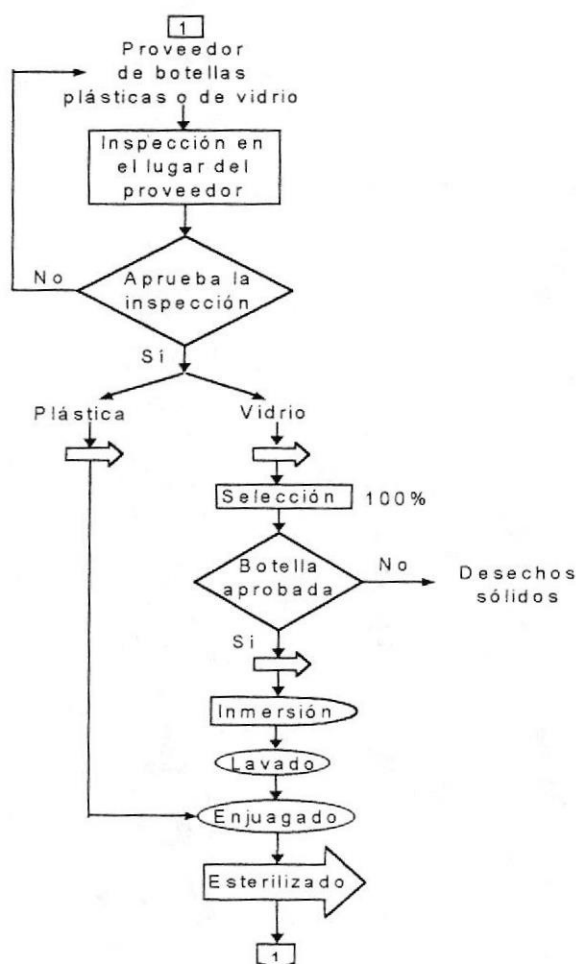 1
Proveedor
de botellas
plásticas o de vidrio
Inspección en
el lugar del
proveedor
No
Aprueba la
inspección
Sí
Plástica
Vidrio
Selección
100%
Botella
aprobada
No
Desechos
sólidos
Si
Inmersión
Lavado
Enjuagado
Esterilizado
1